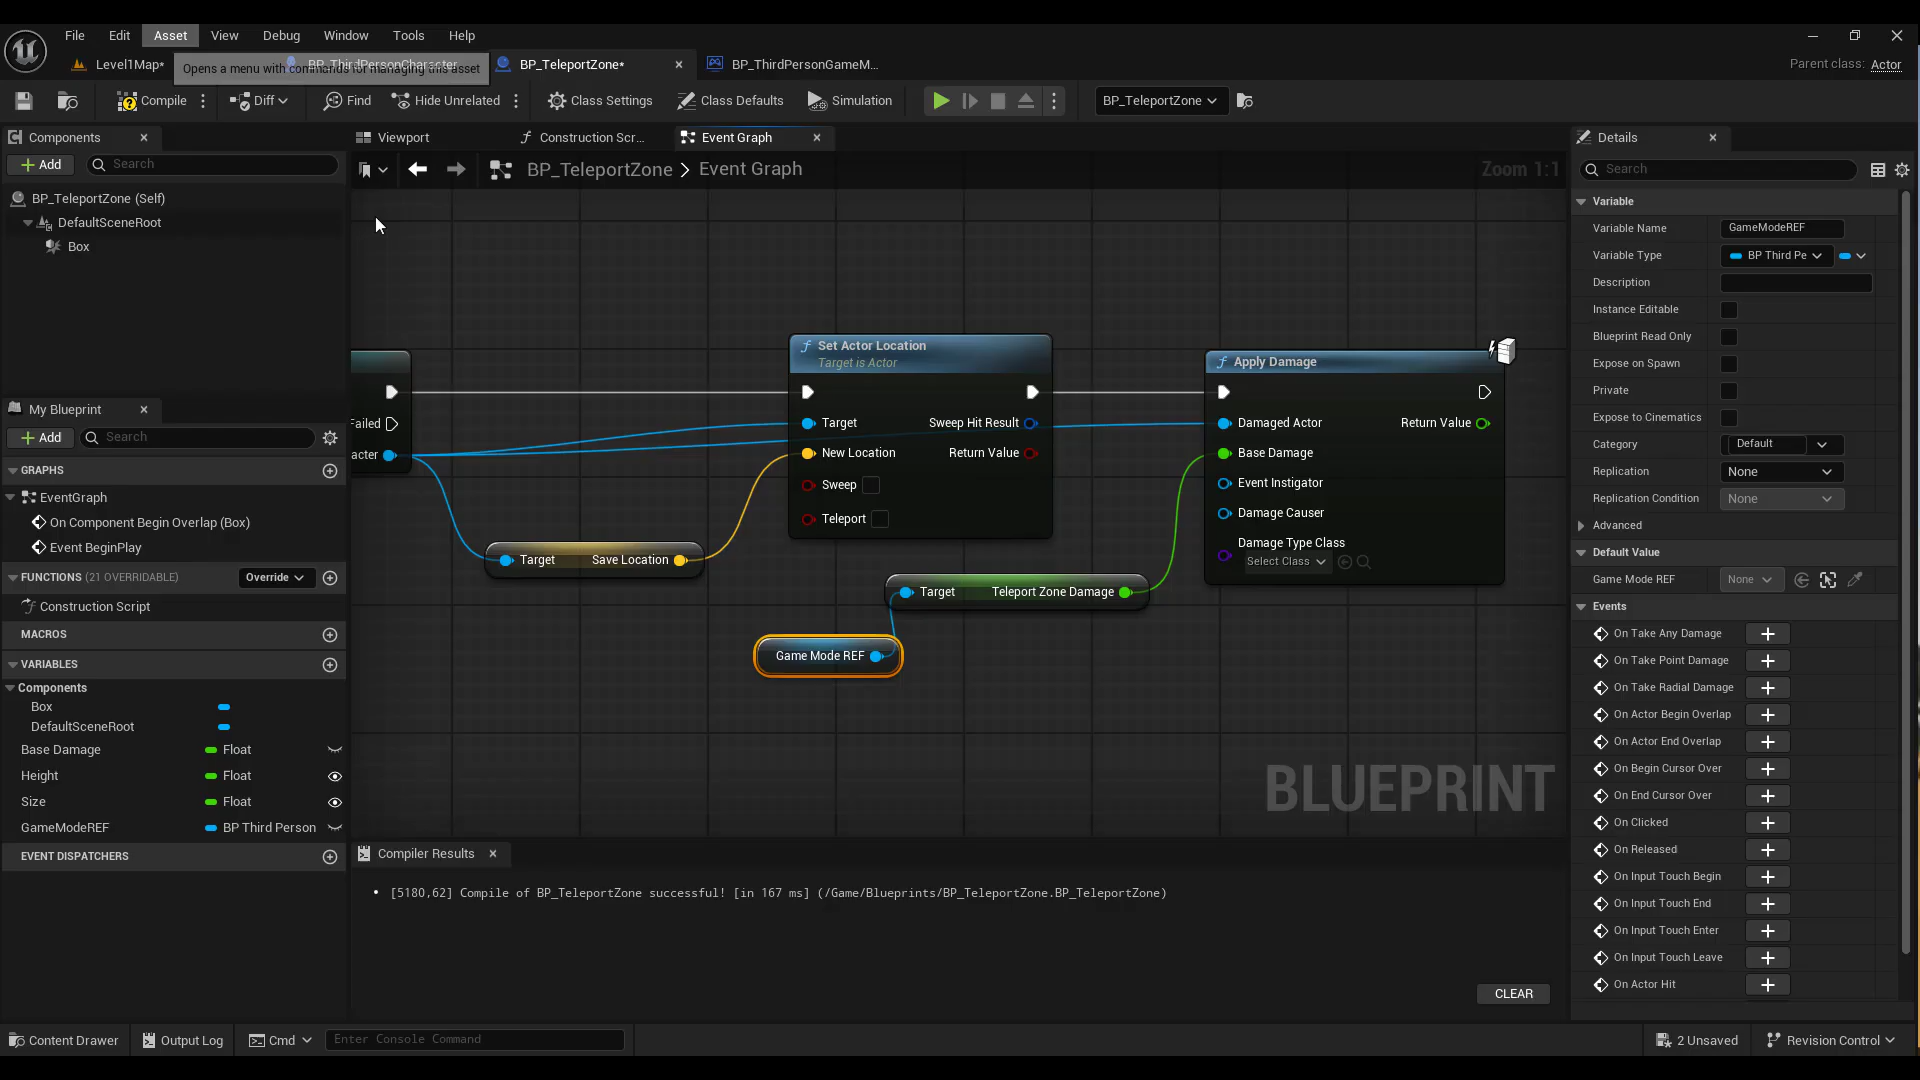 File Edit Asset View Debug Window Tools Help
Level1Map* BP_ThirdPersonCharacter BP_TeleportZone* BP_ThirdPersonGameM...
Opens a menu with commands for managing this asset
Parent class: Actor
Compile Diff Find Hide Unrelated Class Settings Class Defaults Simulation BP_TeleportZone
Components
Add Search
BP_TeleportZone (Self)
DefaultSceneRoot
Box
My Blueprint
Add Search
GRAPHS
EventGraph
On Component Begin Overlap (Box)
Event BeginPlay
FUNCTIONS (21 OVERRIDABLE) Override
Construction Script
MACROS
VARIABLES
Components
Box
DefaultSceneRoot
Base Damage Float
Height Float
Size Float
GameModeREF BP Third Person
EVENT DISPATCHERS
Viewport Construction Scr... Event Graph
BP_TeleportZone > Event Graph Zoom 1:1
Failed
acter
Set Actor Location
Target is Actor
Target Sweep Hit Result
New Location Return Value
Sweep
Teleport
Apply Damage
Damaged Actor Return Value
Base Damage
Event Instigator
Damage Causer
Damage Type Class
Select Class
Target Save Location
Target Teleport Zone Damage
Game Mode REF
BLUEPRINT
Compiler Results
• [5180,62] Compile of BP_TeleportZone successful! [in 167 ms] (/Game/Blueprints/BP_TeleportZone.BP_TeleportZone)
CLEAR
Details
Search
Variable
Variable Name GameModeREF
Variable Type BP Third Pe
Description
Instance Editable
Blueprint Read Only
Expose on Spawn
Private
Expose to Cinematics
Category Default
Replication None
Replication Condition None
Advanced
Default Value
Game Mode REF None
Events
On Take Any Damage
On Take Point Damage
On Take Radial Damage
On Actor Begin Overlap
On Actor End Overlap
On Begin Cursor Over
On End Cursor Over
On Clicked
On Released
On Input Touch Begin
On Input Touch End
On Input Touch Enter
On Input Touch Leave
On Actor Hit
Content Drawer Output Log Cmd Enter Console Command 2 Unsaved Revision Control